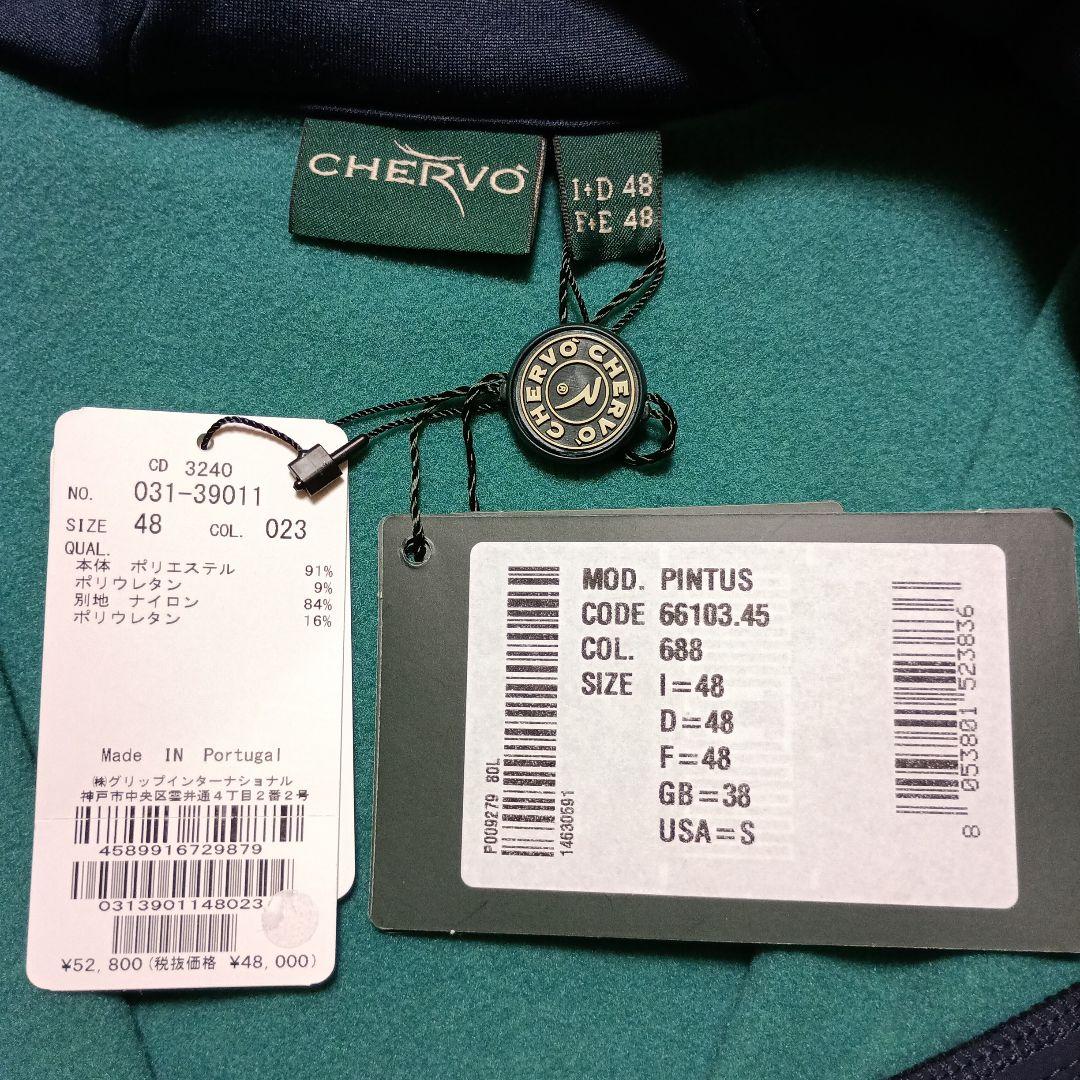 CHERVÒ
I+D 48
F+E 48
CHERVÒ CHERVÒ
®
CD 3240
NO. 031-39011
SIZE 48 COL. 023
QUAL.
本体 ポリエステル 91%
ポリウレタン 9%
別地 ナイロン 84%
ポリウレタン 16%
Made IN Portugal
㈱グリップインターナショナル
神戸市中央区雲井通4丁目2番2号
4589916729879
0313901148023
¥52,800(税抜価格 ¥48,000)
P009279 80L
14630591
MOD. PINTUS
CODE 66103.45
COL. 688
SIZE I=48
D=48
F=48
GB=38
USA=S
8 053801 523836